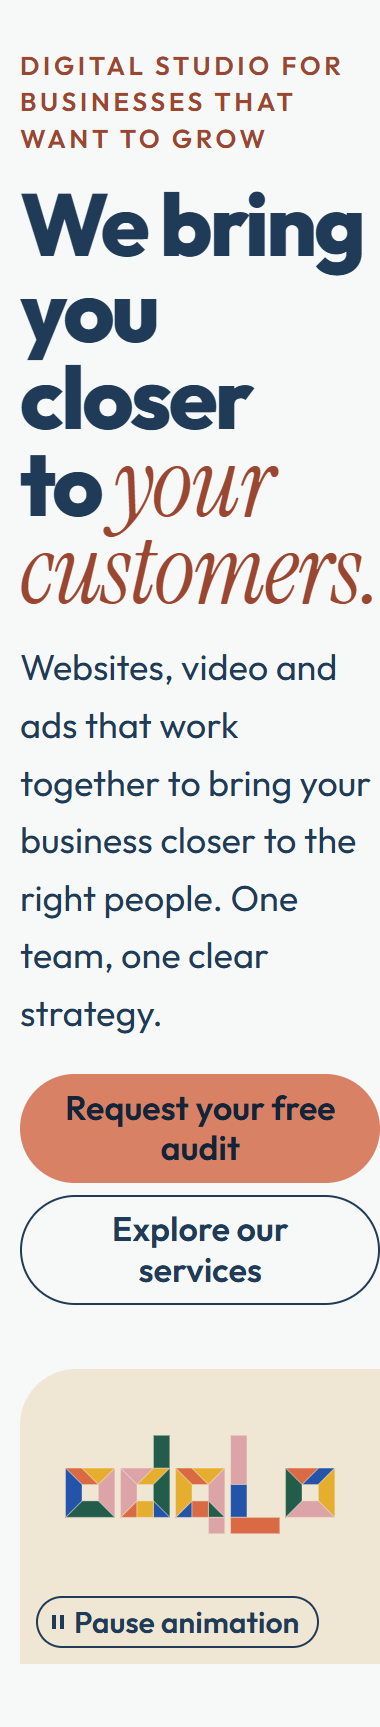 DIGITAL STUDIO FOR
BUSINESSES THAT
WANT TO GROW
We bring
you
closer
to your
customers.
Websites, video and
ads that work
together to bring your
business closer to the
right people. One
team, one clear
strategy.
Request your free
audit
Explore our
services
Pause animation